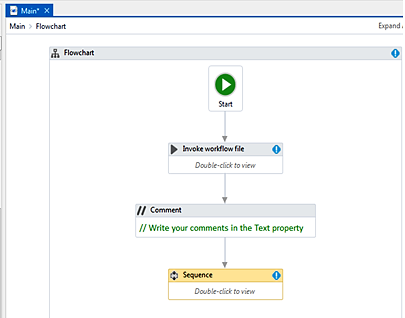 Main*
Main > Flowchart
Expand
Flowchart
Start
Invoke workflow file
Double-click to view
// Comment
// Write your comments in the Text property
Sequence
Double-click to view